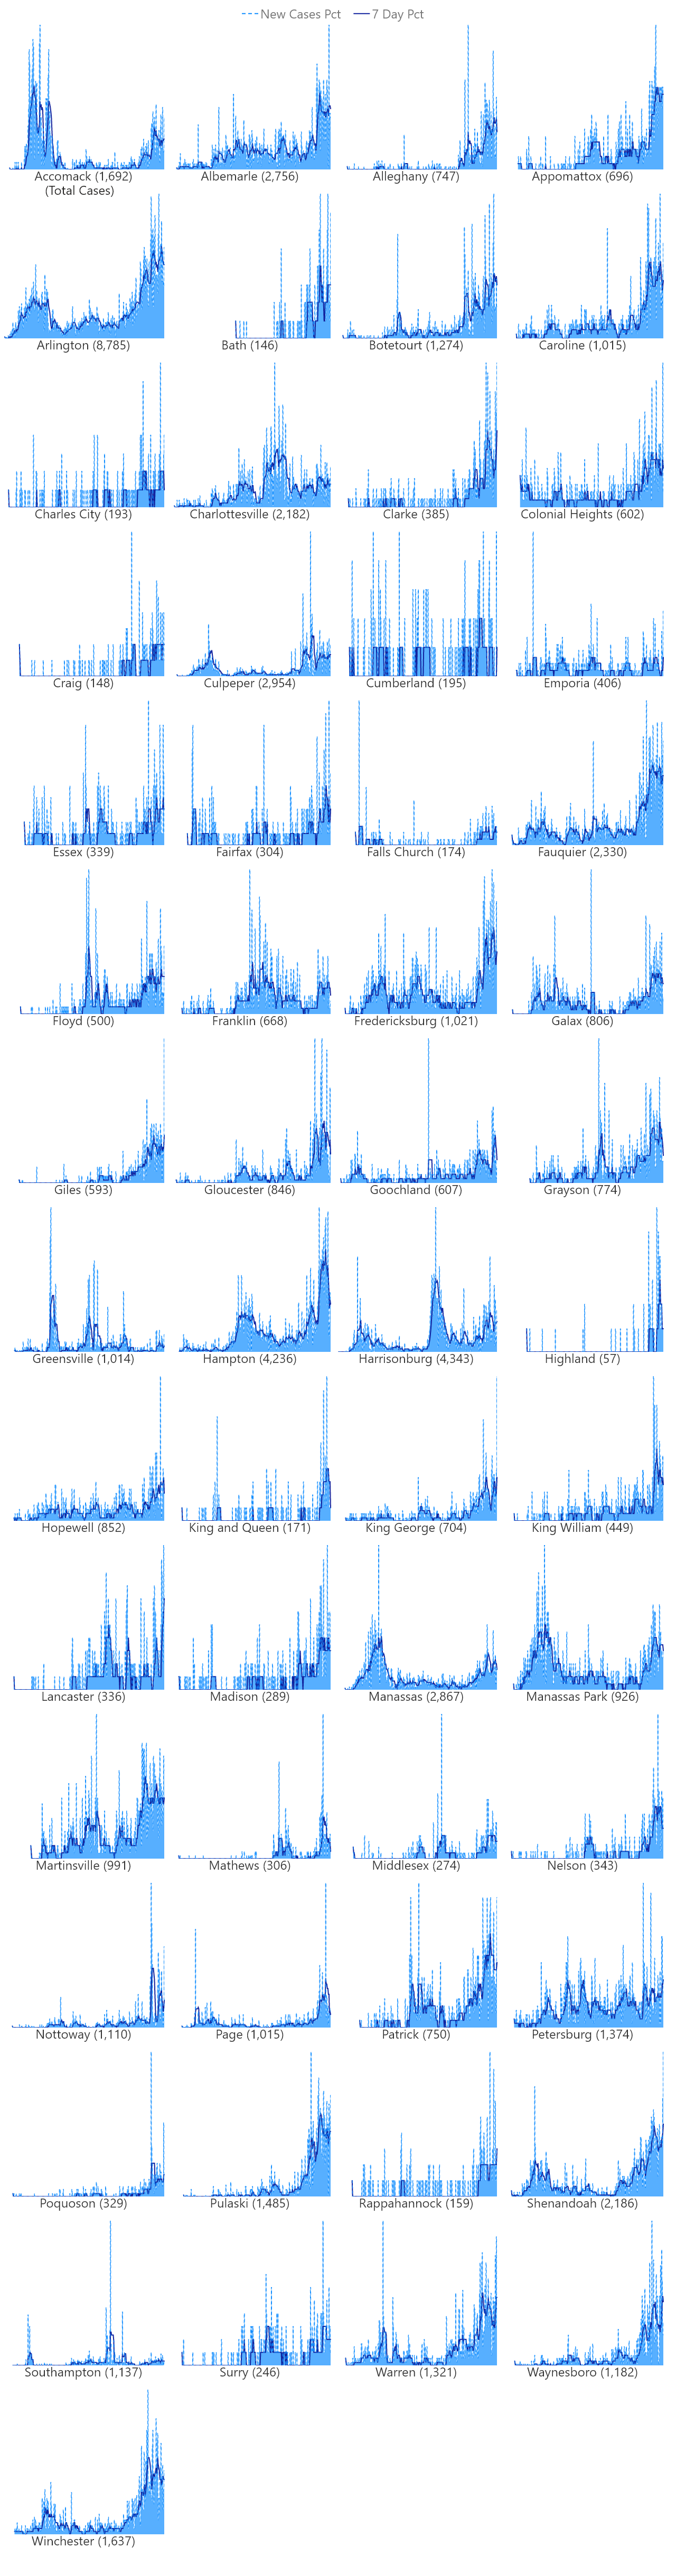 New Cases Pct 7 Day Pct
Accomack (1,692) Albemarle (2,756) Alleghany (747) Appomattox (696)
(Total Cases)
Arlington (8,785) Bath (146) Botetourt (1,274) Caroline (1,015)
Charles City (193) Charlottesville (2,182) Clarke (385) Colonial Heights (602)
Craig (148) Culpeper (2,954) Cumberland (195) Emporia (406)
Essex (339) Fairfax (304) Falls Church (174) Fauquier (2,330)
Floyd (500) Franklin (668) Fredericksburg (1,021) Galax (806)
Giles (593) Gloucester (846) Goochland (607) Grayson (774)
Greensville (1,014) Hampton (4,236) Harrisonburg (4,343) Highland (57)
Hopewell (852) King and Queen (171) King George (704) King William (449)
Lancaster (336) Madison (289) Manassas (2,867) Manassas Park (926)
Martinsville (991) Mathews (306) Middlesex (274) Nelson (343)
Nottoway (1,110) Page (1,015) Patrick (750) Petersburg (1,374)
Poquoson (329) Pulaski (1,485) Rappahannock (159) Shenandoah (2,186)
Southampton (1,137) Surry (246) Warren (1,321) Waynesboro (1,182)
Winchester (1,637)